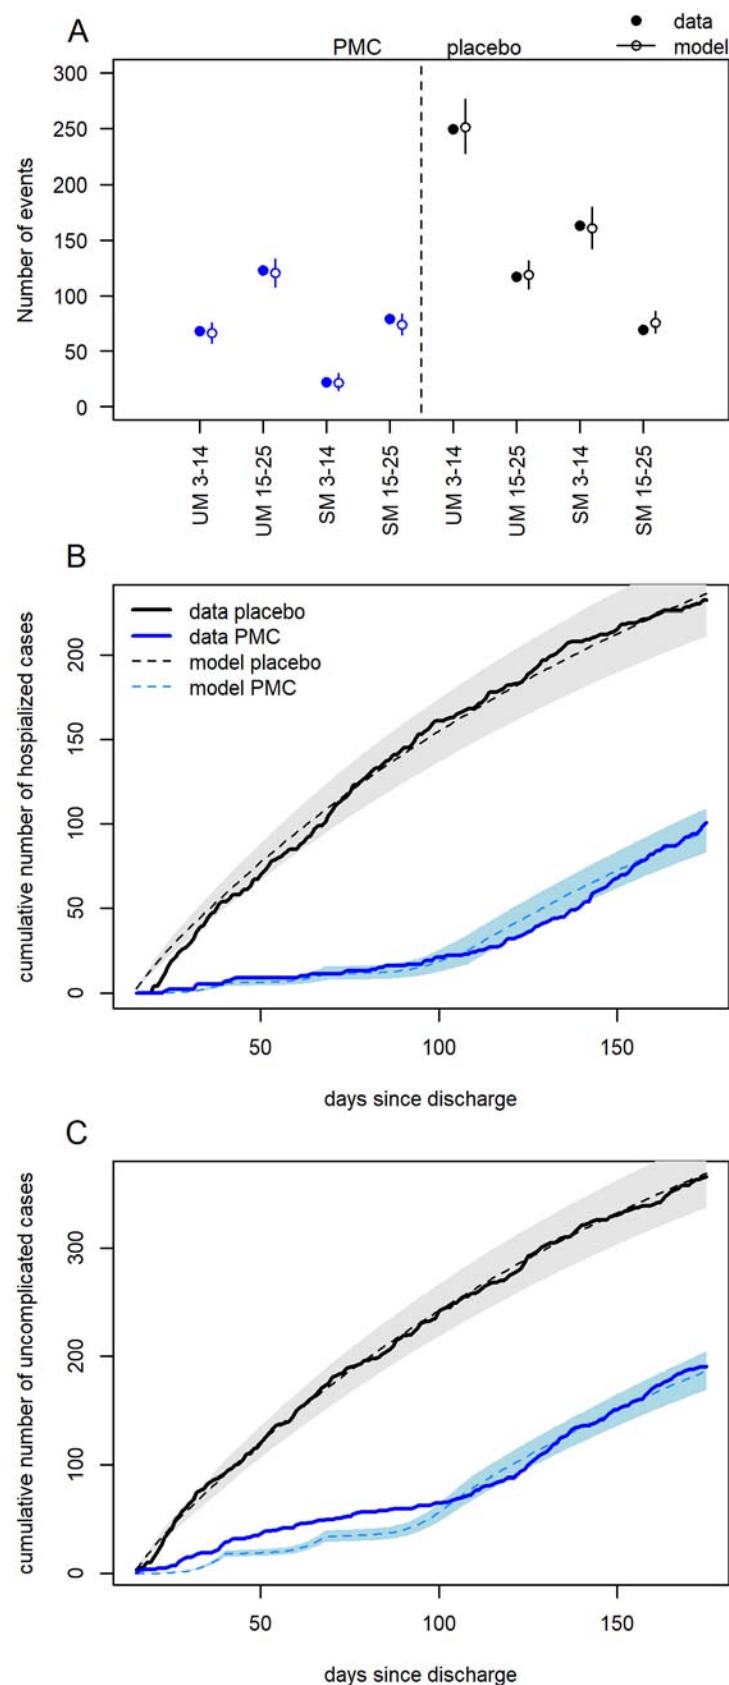 A
data
PMC
placebo
model
300
250
200
150
100
50
0
Number of events
UM 3-14
UM 15-25
SM 3-14
SM 15-25
UM 3-14
UM 15-25
SM 3-14
SM 15-25
B
data placebo
data PMC
model placebo
model PMC
200
150
100
50
0
cumulative number of hospialized cases
50
100
150
days since discharge
C
300
200
100
0
cumulative number of uncomplicated cases
50
100
150
days since discharge